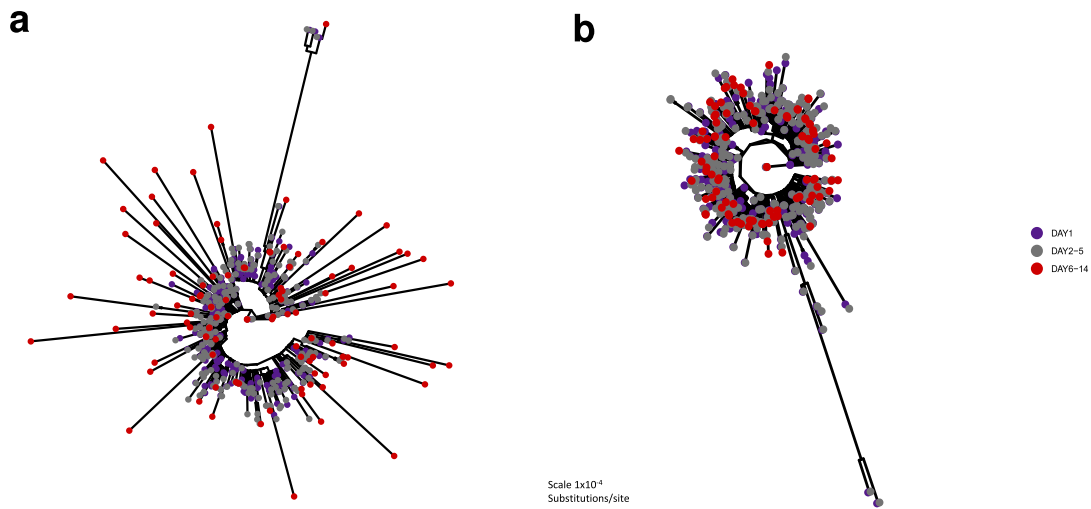 a
b
DAY1
DAY2-5
DAY6-14
Scale 1x10⁻⁴
Substitutions/site